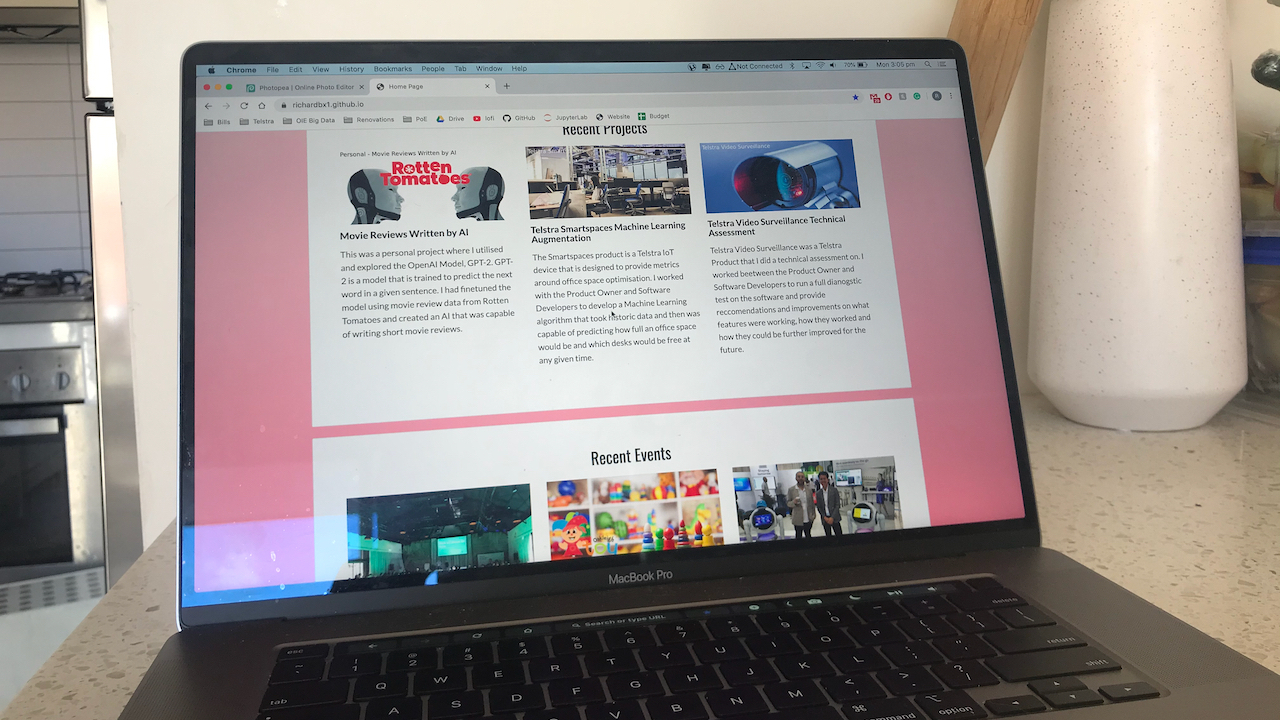 Chrome File Edit View History Bookmarks People Tab Window Help Not Connected 70% Mon 3:05 pm
Photopea | Online Photo Editor Home Page
richardbx1.github.io
Bills Telstra OIE Big Data Renovations PoE Drive lofi GitHub JupyterLab Website Budget
Recent Projects
Personal - Movie Reviews Written by AI
Rotten
Tomatoes
Movie Reviews Written by AI
This was a personal project where I utilised
and explored the OpenAI Model, GPT-2. GPT-
2 is a model that is trained to predict the next
word in a given sentence. I had finetuned the
model using movie review data from Rotten
Tomatoes and created an AI that was capable
of writing short movie reviews.
Telstra Smartspaces Machine Learning
Augmentation
The Smartspaces product is a Telstra IoT
device that is designed to provide metrics
around office space optimisation. I worked
with the Product Owner and Software
Developers to develop a Machine Learning
algorithm that took historic data and then was
capable of predicting how full an office space
would be and which desks would be free at
any given time.
Telstra Video Surveillance
Telstra Video Surveillance Technical
Assessment
Telstra Video Surveillance was a Telstra
Product that I did a technical assessment on. I
worked beetween the Product Owner and
Software Developers to run a full dianogstic
test on the software and provide
reccomendations and improvements on what
features were working, how they worked and
how they could be further improved for the
future.
Recent Events
MacBook Pro
Search or type URL
esc
delete
~ ! 1 @ 2 # 3 $ 4 % 5 ^ 6 & 7 * 8 ( 9 ) 0
tab Q W E R T Y U I O P { }
return
A S D F G H J K L
shift
V B N M < > ?
command option